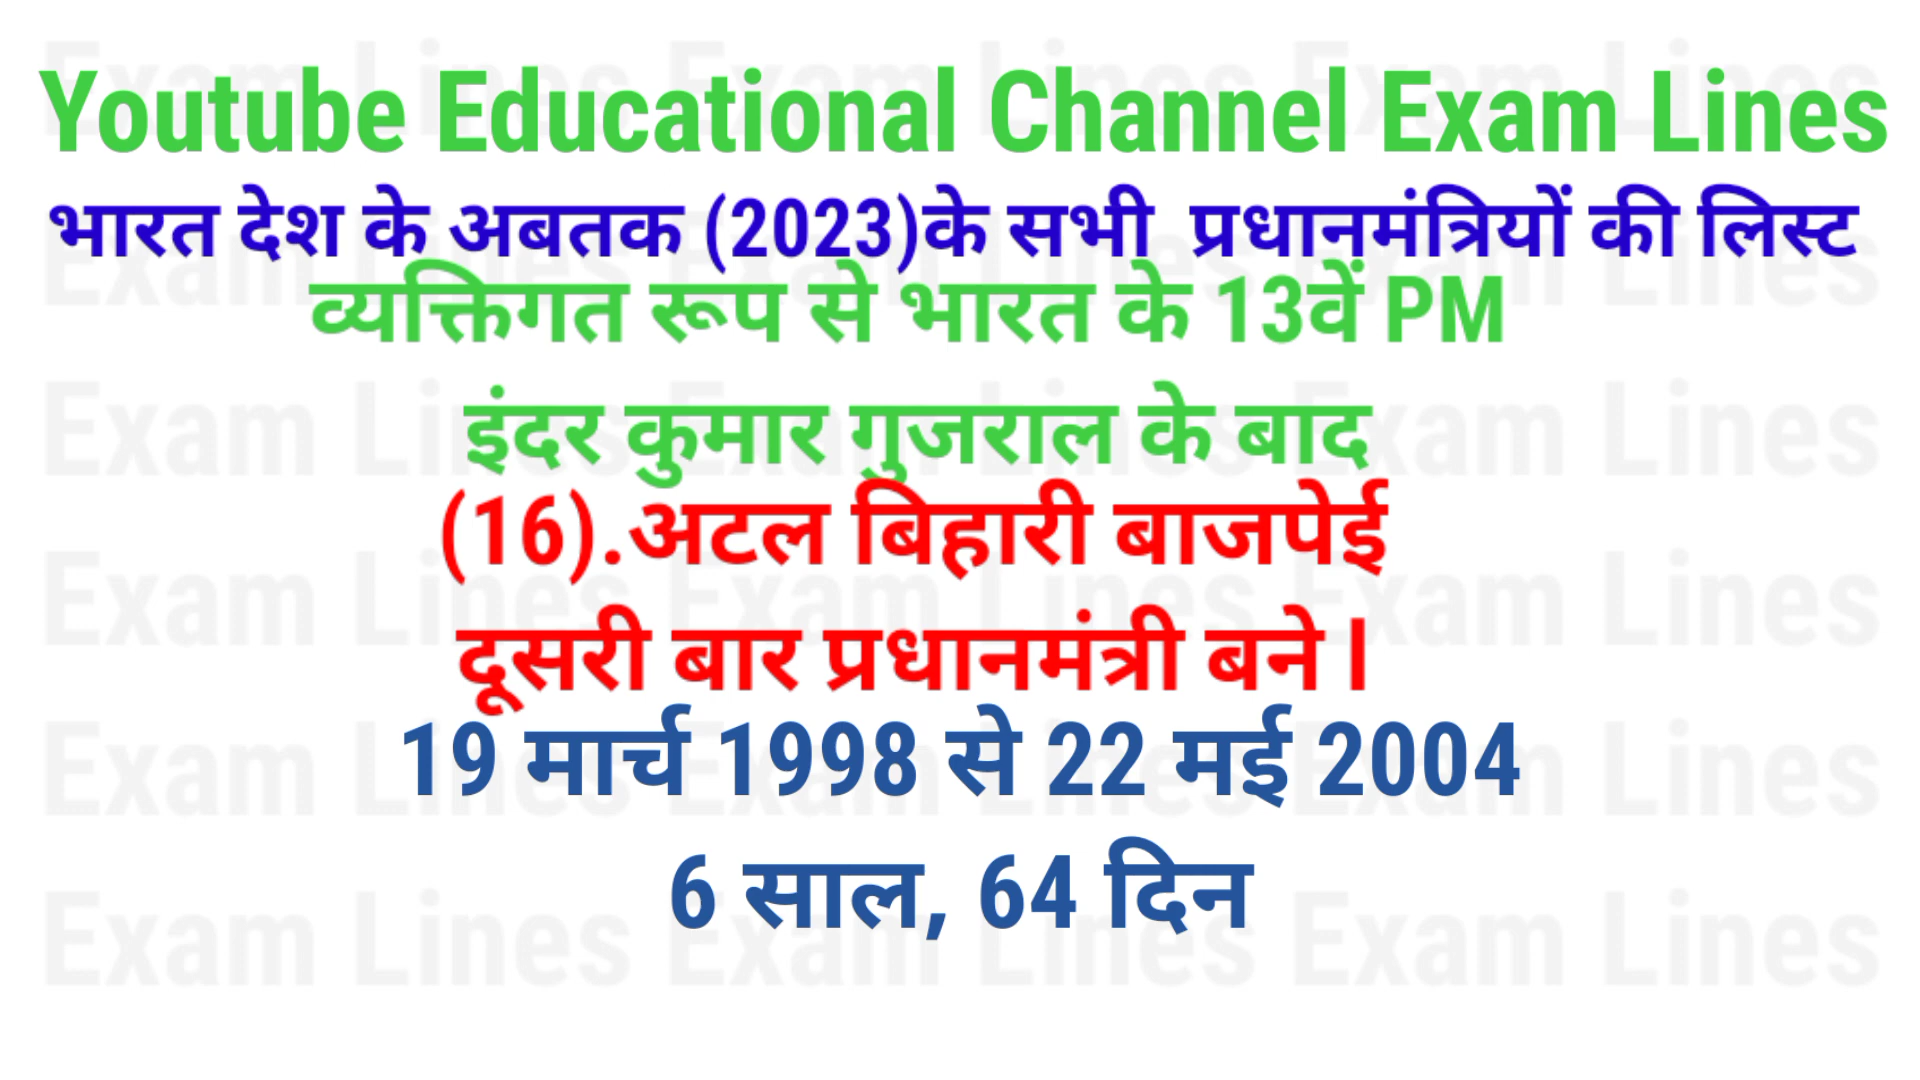 Youtube Educational Channel Exam Lines
भारत देश के अबतक (2023)के सभी प्रधानमंत्रियों की लिस्ट
व्यक्तिगत रूप से भारत के 13वें PM
इंदर कुमार गुजराल के बाद
(16).अटल बिहारी बाजपेई
दूसरी बार प्रधानमंत्री बने l
19 मार्च 1998 से 22 मई 2004
6 साल, 64 दिन